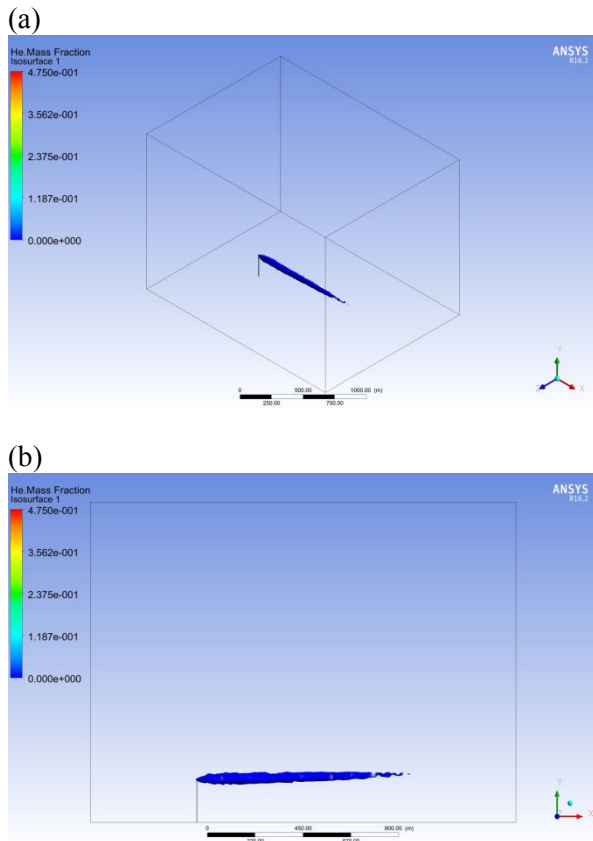 (a)
He.Mass Fraction
Isosurface 1
4.750e-001
3.562e-001
2.375e-001
1.187e-001
0.000e+000
ANSYS
R16.2
Y
Z
X
0 500.00 1000.00 (m)
250.00 750.00
(b)
He.Mass Fraction
Isosurface 1
4.750e-001
3.562e-001
2.375e-001
1.187e-001
0.000e+000
ANSYS
R16.2
Y
X
0 450.00 900.00 (m)